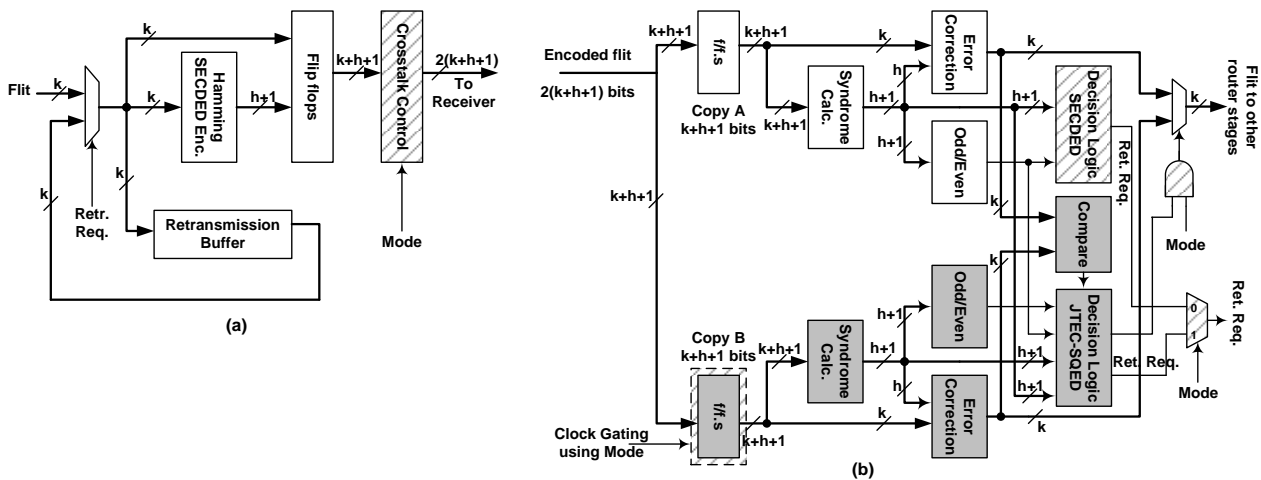 Flit
k
k
k
k
k
Hamming
SECDED Enc.
h+1
Flip flops
k+h+1
Crosstalk Control
2(k+h+1)
To
Receiver
Retr.
Req.
Retransmission
Buffer
Mode
(a)
Encoded flit
2(k+h+1) bits
k+h+1
f/f.s
k+h+1
Copy A
k+h+1 bits
k+h+1
Syndrome
Calc.
h+1
k
h
h+1
Error
Correction
Odd/Even
k
h+1
Decision Logic
SECDED
Ret. Req.
k
Flit to other
router stages
k+h+1
k
Compare
k
Mode
Odd/Even
h+1
Decision Logic
JTEC-SQED
0
1
Ret. Req.
Ret. Req.
Mode
Copy B
k+h+1 bits
k+h+1
Syndrome
Calc.
h+1
h+1
h+1
h
f/f.s
k+h+1
k
Error
Correction
k
Clock Gating
using Mode
(b)